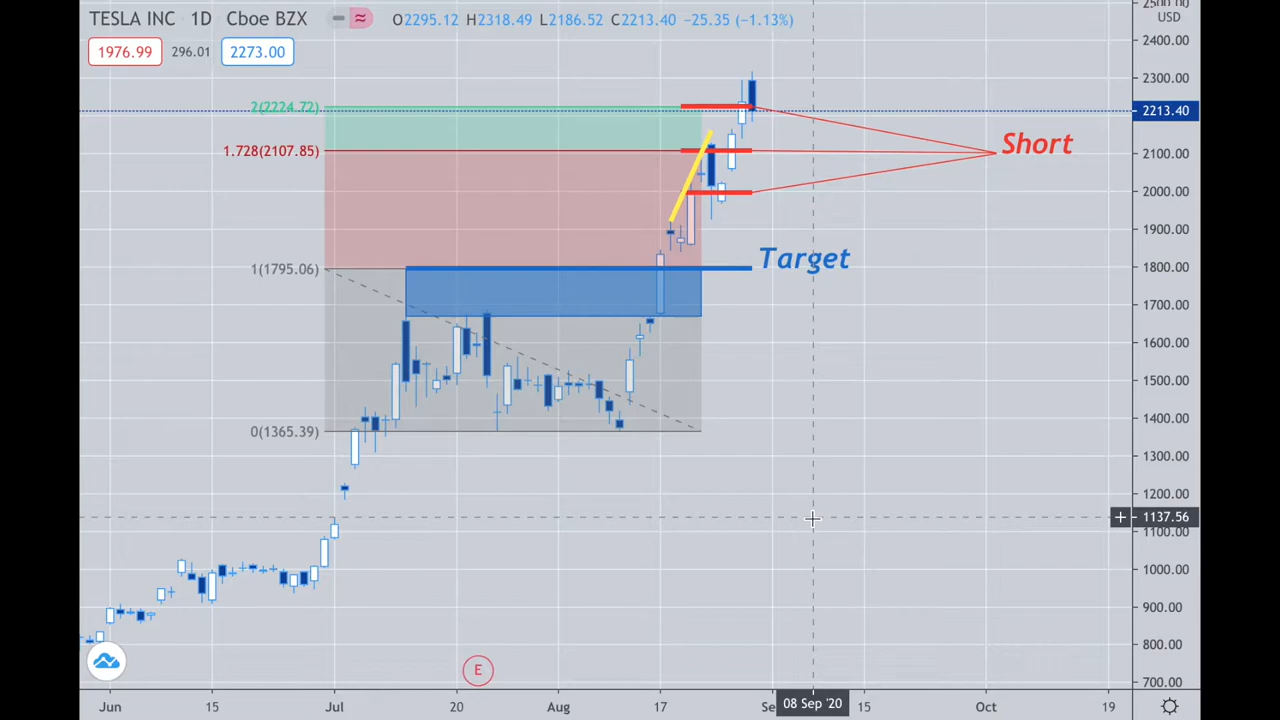 TESLA INC 1D Cboe BZX
O2295.12 H2318.49 L2186.52 C2213.40 −25.35 (−1.13%)
1976.99 296.01 2273.00
USD
2400.00
2300.00
2213.40
2100.00
2000.00
1900.00
1800.00
1700.00
1600.00
1500.00
1400.00
1300.00
1200.00
1137.56
1100.00
1000.00
900.00
800.00
700.00
2(2224.72)
1.728(2107.85)
1(1795.06)
0(1365.39)
Short
Target
E
Jun 15 Jul 20 Aug 17 Se 08 Sep '20 15 Oct 19